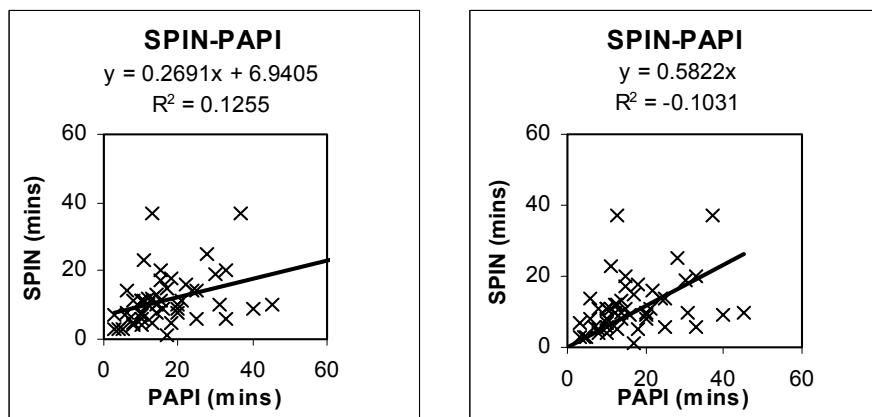 SPIN-PAPI
y = 0.2691x + 6.9405
R² = 0.1255
60
40
20
0
SPIN (mins)
0 20 40 60
PAPI (mins)
SPIN-PAPI
y = 0.5822x
R² = -0.1031
60
40
20
0
SPIN (mins)
0 20 40 60
PAPI (mins)